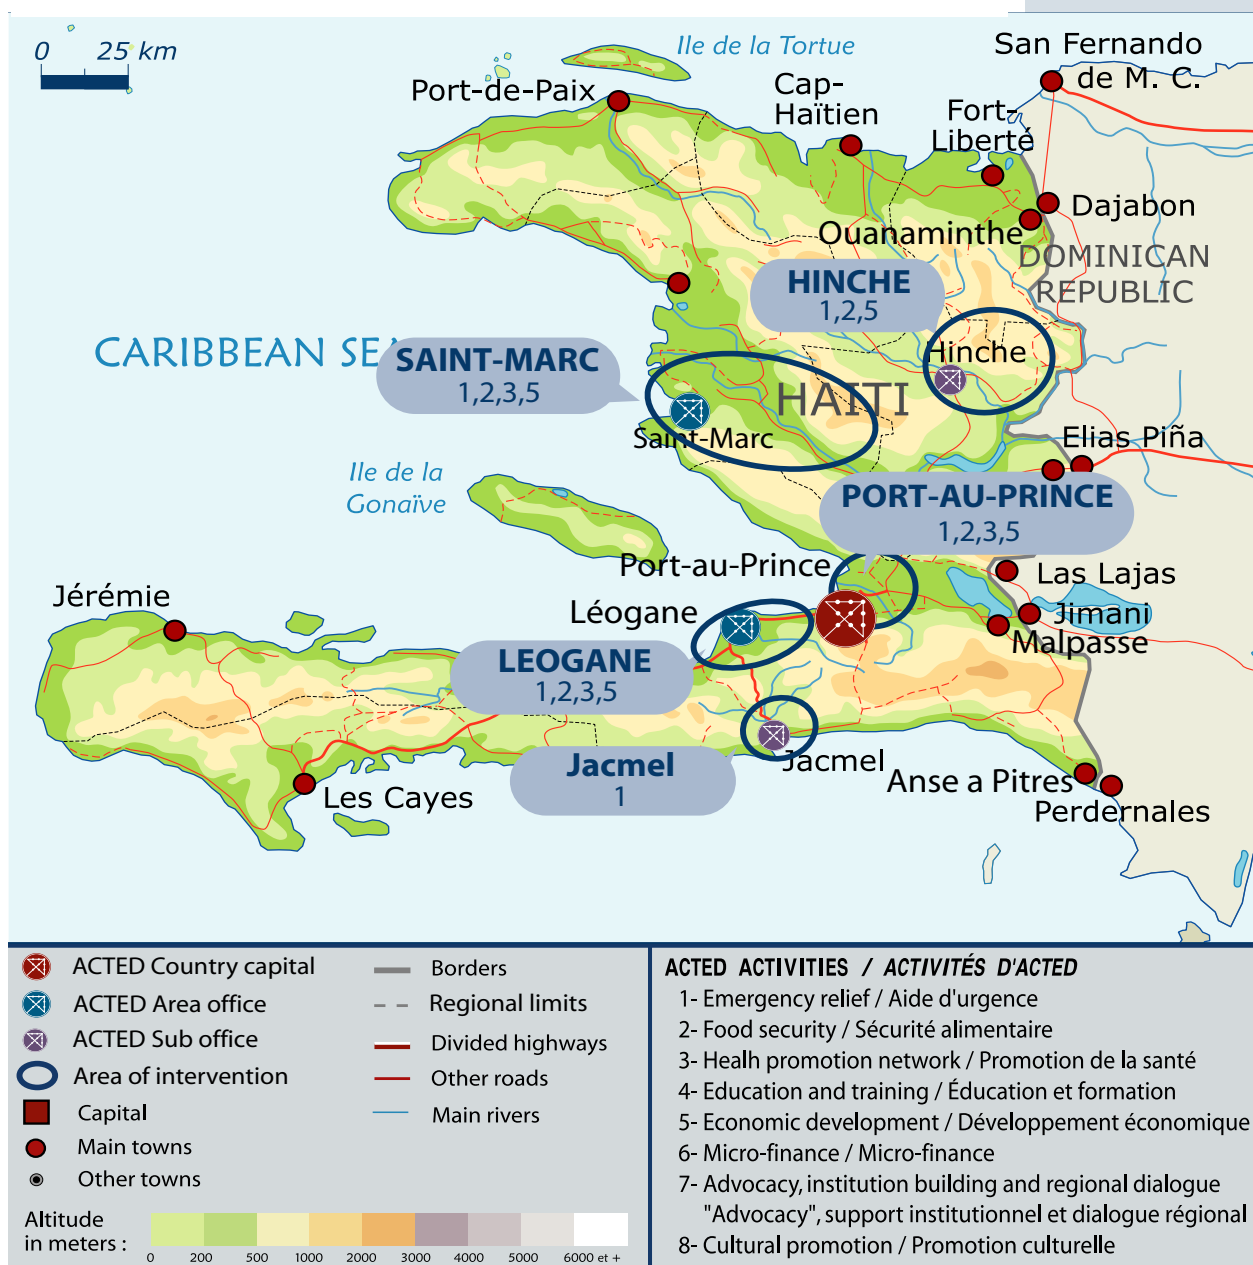 0 25 km
Ile de la Tortue
San Fernando
de M. C.
Port-de-Paix
Cap-
Haïtien
Fort-
Liberté
Dajabon
Ouanaminthe
DOMINICAN
REPUBLIC
HINCHE
1,2,5
Hinche
CARIBBEAN SEA
SAINT-MARC
1,2,3,5
HAITI
Saint-Marc
Elias Piña
Ile de la
Gonaïve
PORT-AU-PRINCE
1,2,3,5
Port-au-Prince
Las Lajas
Jérémie
Léogane
Jimani
Malpasse
LEOGANE
1,2,3,5
Jacmel
1
Jacmel
Anse a Pitres
Les Cayes
Perdernales
ACTED Country capital
ACTED Area office
ACTED Sub office
Area of intervention
Capital
Main towns
Other towns
Borders
Regional limits
Divided highways
Other roads
Main rivers
Altitude
in meters :
0 200 500 1000 2000 3000 4000 5000 6000 et +
ACTED ACTIVITIES / ACTIVITÉS D'ACTED
1- Emergency relief / Aide d'urgence
2- Food security / Sécurité alimentaire
3- Healh promotion network / Promotion de la santé
4- Education and training / Éducation et formation
5- Economic development / Développement économique
6- Micro-finance / Micro-finance
7- Advocacy, institution building and regional dialogue
"Advocacy", support institutionnel et dialogue régional
8- Cultural promotion / Promotion culturelle